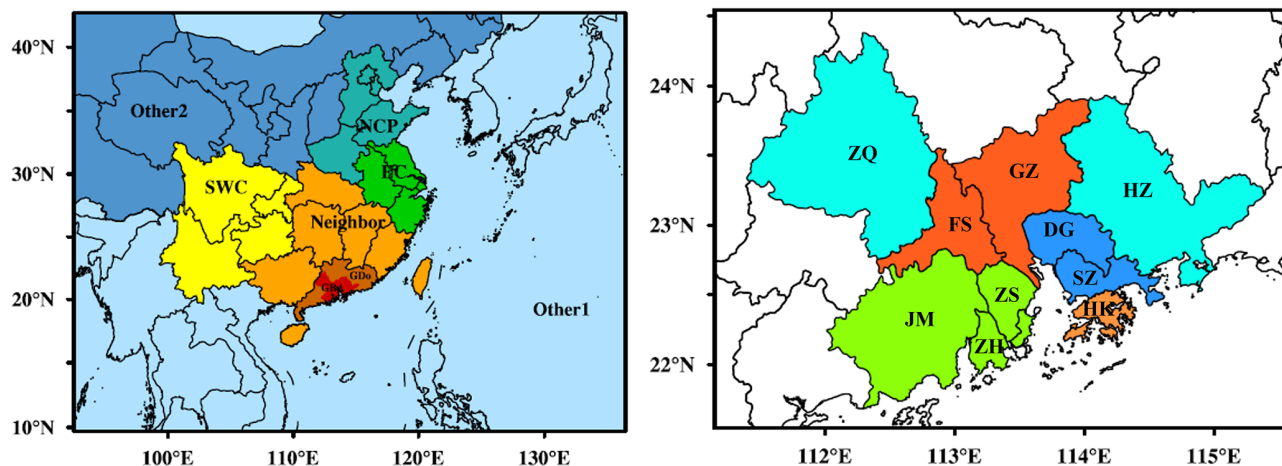 40°N
30°N
20°N
10°N
Other2
NCP
EC
SWC
Neighbor
GDo
GBA
Other1
100°E 110°E 120°E 130°E
24°N
23°N
22°N
ZQ
GZ
HZ
FS
DG
SZ
ZS
HK
JM
ZH
112°E 113°E 114°E 115°E